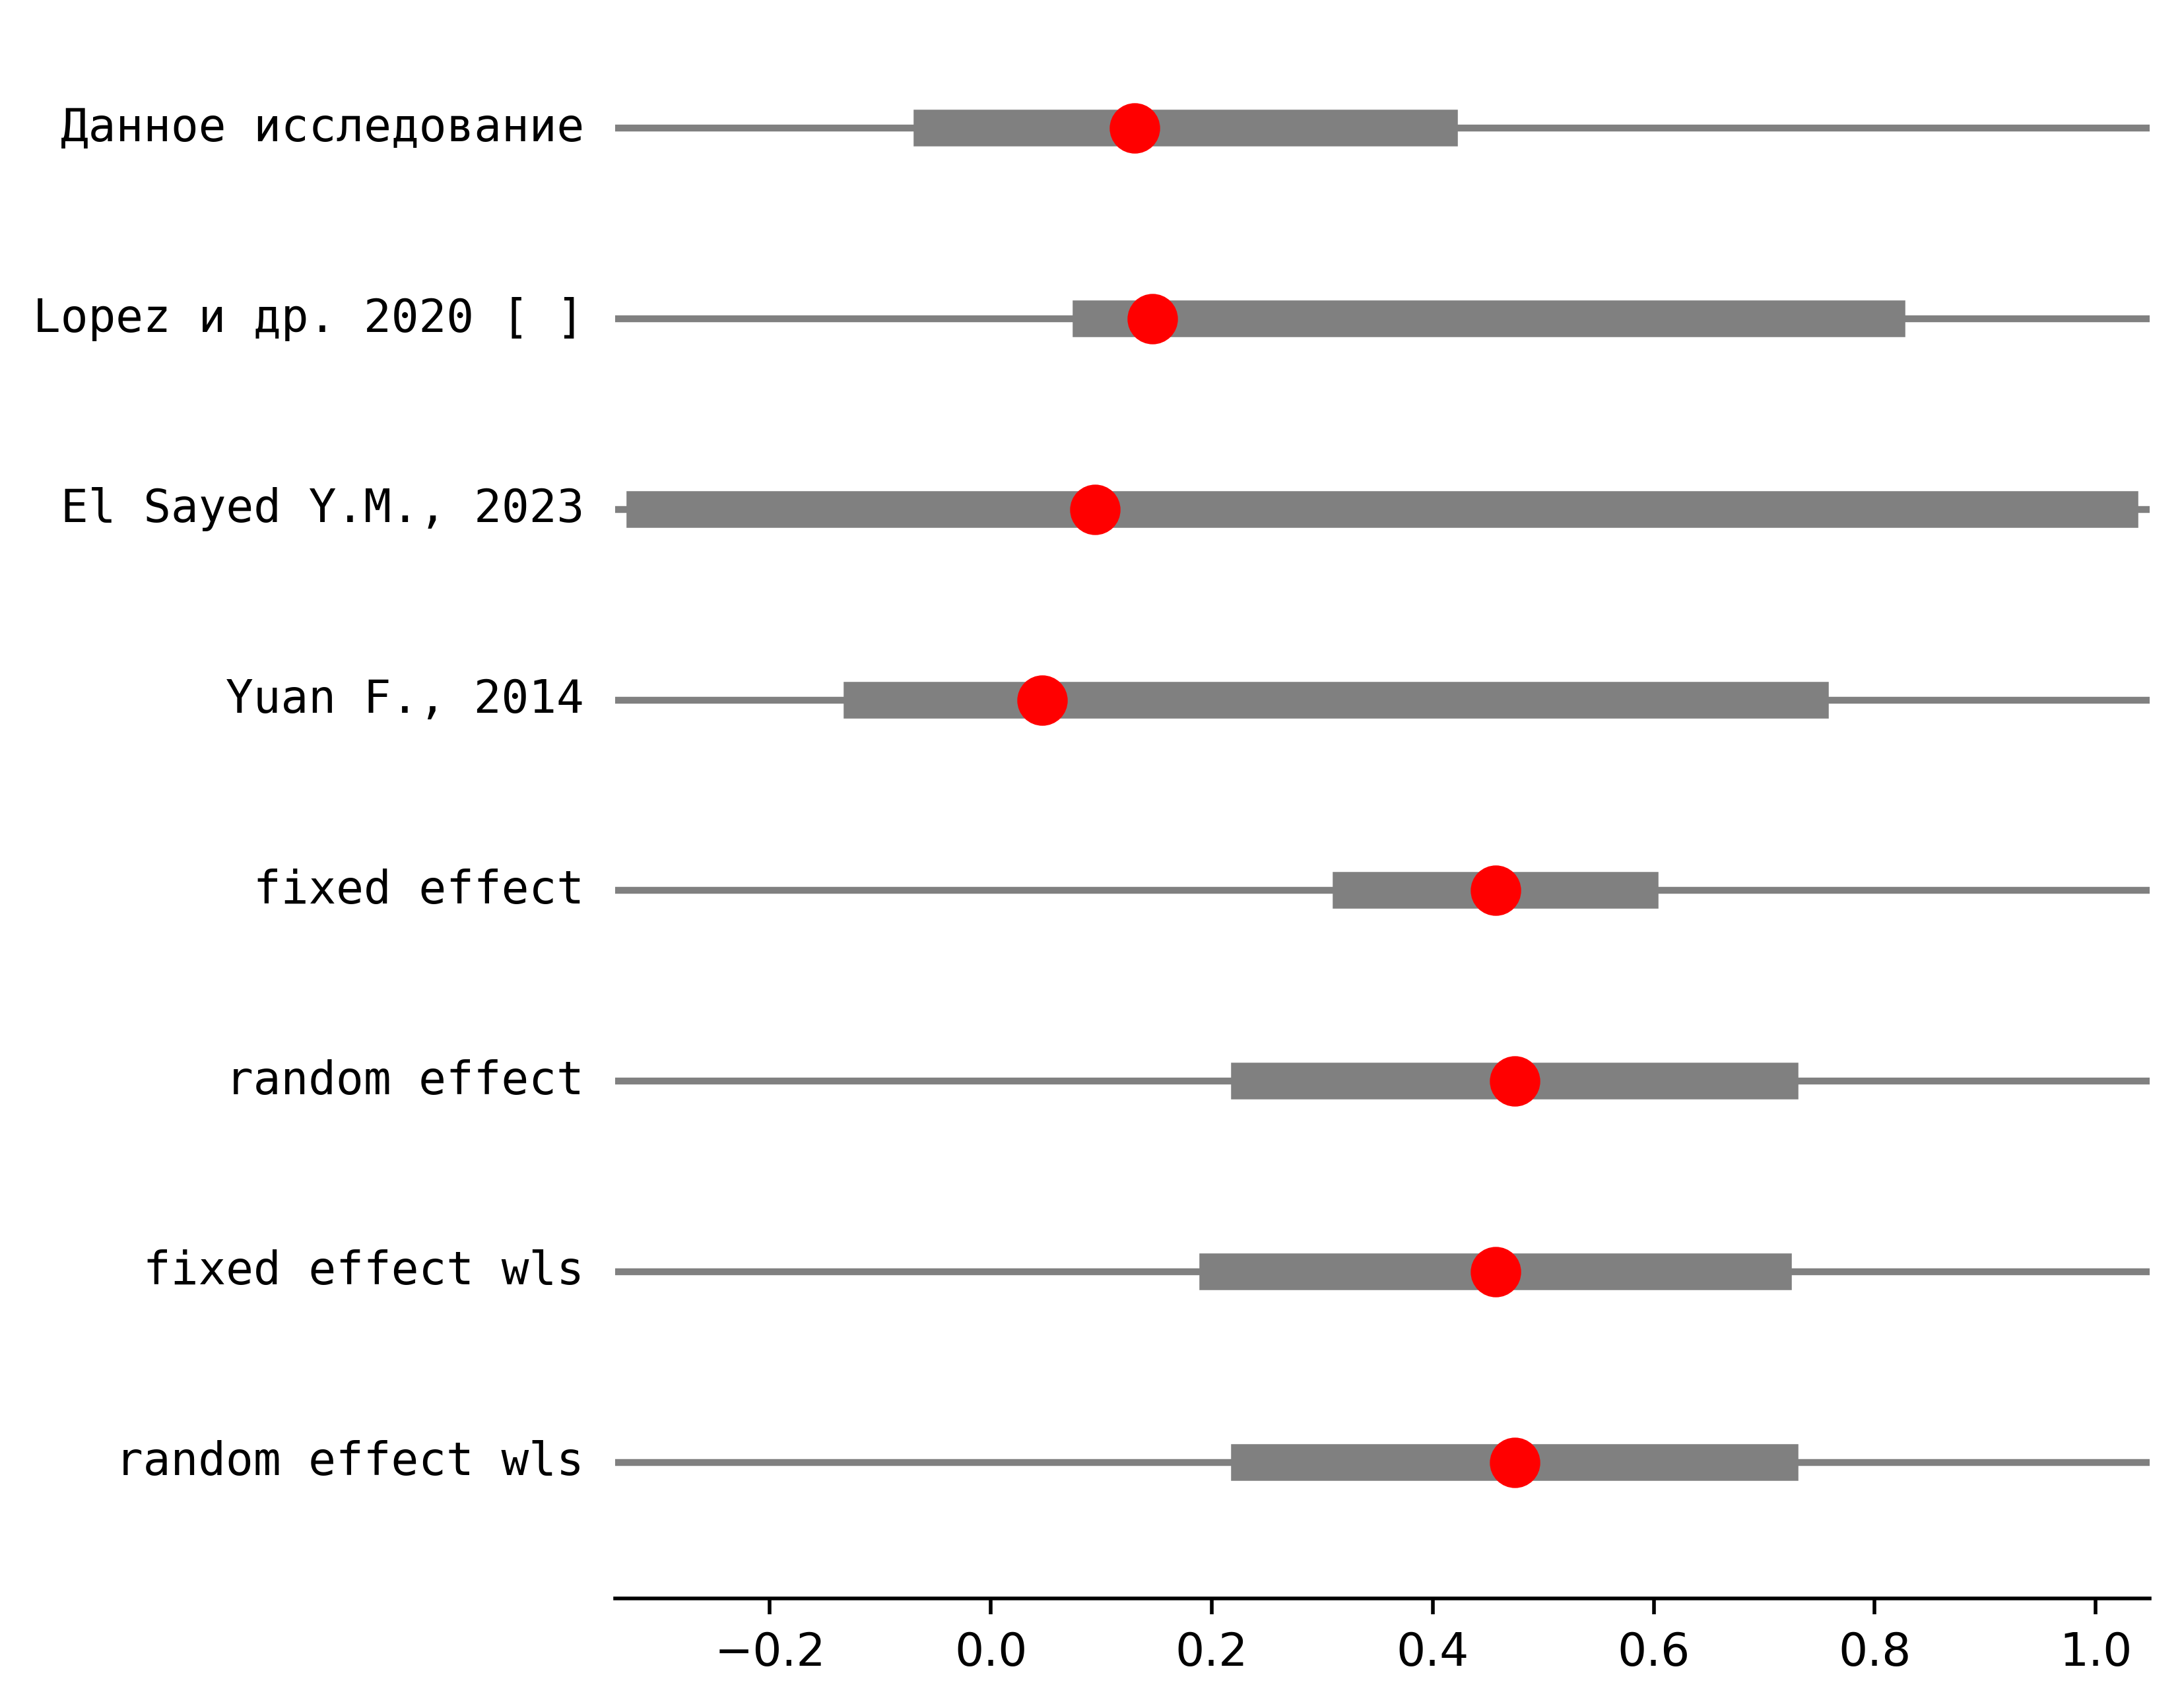 Данное исследование
Lopez и др. 2020 [ ]
El Sayed Y.M., 2023
Yuan F., 2014
fixed effect
random effect
fixed effect wls
random effect wls
−0.2 0.0 0.2 0.4 0.6 0.8 1.0